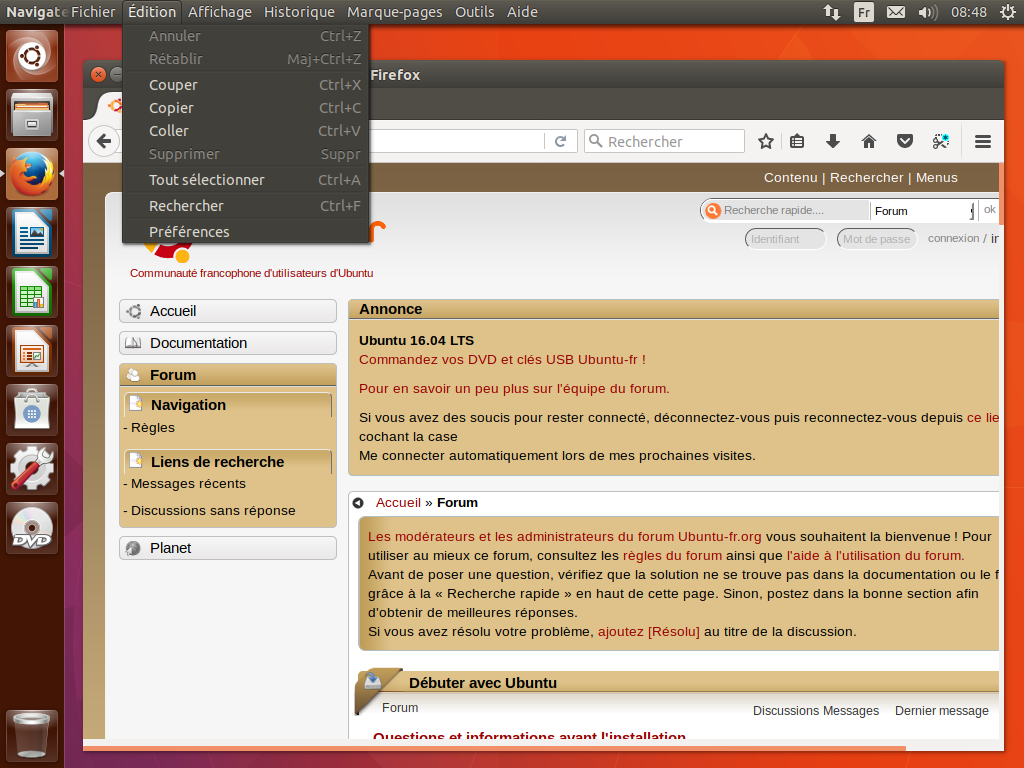 Navigate Fichier Édition Affichage Historique Marque-pages Outils Aide Fr 08:48
Annuler Ctrl+Z
Rétablir Maj+Ctrl+Z
Couper Ctrl+X
Copier Ctrl+C
Coller Ctrl+V
Supprimer Suppr
Tout sélectionner Ctrl+A
Rechercher Ctrl+F
Préférences
Firefox
Rechercher
Contenu | Rechercher | Menus
Recherche rapide.... Forum ok
Identifiant Mot de passe connexion / in
Communauté francophone d'utilisateurs d'Ubuntu
Accueil
Documentation
Forum
Navigation
- Règles
Liens de recherche
- Messages récents
- Discussions sans réponse
Planet
Annonce
Ubuntu 16.04 LTS
Commandez vos DVD et clés USB Ubuntu-fr !
Pour en savoir un peu plus sur l'équipe du forum.
Si vous avez des soucis pour rester connecté, déconnectez-vous puis reconnectez-vous depuis ce lie
cochant la case
Me connecter automatiquement lors de mes prochaines visites.
Accueil » Forum
Les modérateurs et les administrateurs du forum Ubuntu-fr.org vous souhaitent la bienvenue ! Pour
utiliser au mieux ce forum, consultez les règles du forum ainsi que l'aide à l'utilisation du forum.
Avant de poser une question, vérifiez que la solution ne se trouve pas dans la documentation ou le f
grâce à la « Recherche rapide » en haut de cette page. Sinon, postez dans la bonne section afin
d'obtenir de meilleures réponses.
Si vous avez résolu votre problème, ajoutez [Résolu] au titre de la discussion.
Débuter avec Ubuntu
Forum Discussions Messages Dernier message
Questions et informations avant l'installation
DVD